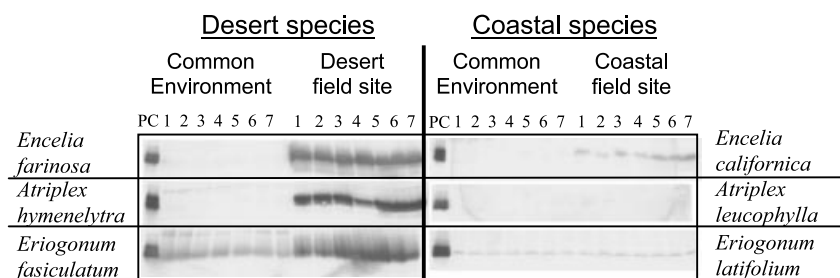 Desert species Coastal species
Common Desert Common Coastal
Environment field site Environment field site
PC 1 2 3 4 5 6 7 1 2 3 4 5 6 7 PC 1 2 3 4 5 6 7 1 2 3 4 5 6 7
Encelia Encelia
farinosa californica
Atriplex Atriplex
hymenelytra leucophylla
Eriogonum Eriogonum
fasiculatum latifolium